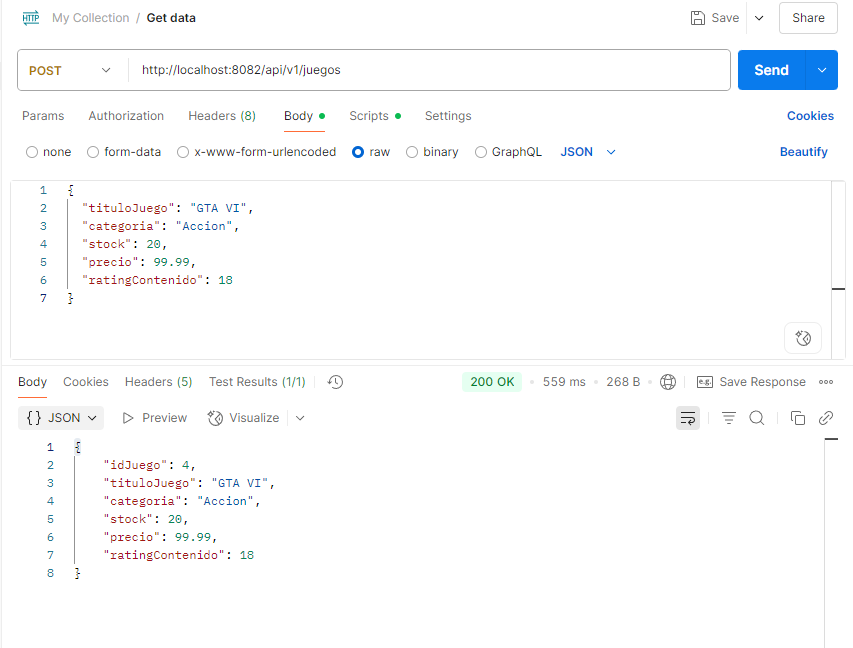 HTTP My Collection / Get data Save Share
POST http://localhost:8082/api/v1/juegos Send
Params Authorization Headers (8) Body Scripts Settings Cookies
none form-data x-www-form-urlencoded raw binary GraphQL JSON Beautify
1 {
2 "tituloJuego": "GTA VI",
3 "categoria": "Accion",
4 "stock": 20,
5 "precio": 99.99,
6 "ratingContenido": 18
7 }
Body Cookies Headers (5) Test Results (1/1) 200 OK • 559 ms • 268 B • e.g. Save Response
{} JSON Preview Visualize
1 {
2 "idJuego": 4,
3 "tituloJuego": "GTA VI",
4 "categoria": "Accion",
5 "stock": 20,
6 "precio": 99.99,
7 "ratingContenido": 18
8 }